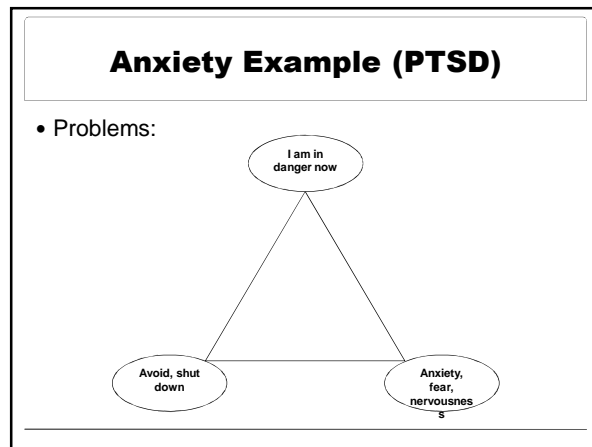 Anxiety Example (PTSD)
• Problems:
I am in
danger now
Avoid, shut
down
Anxiety,
fear,
nervousnes
s